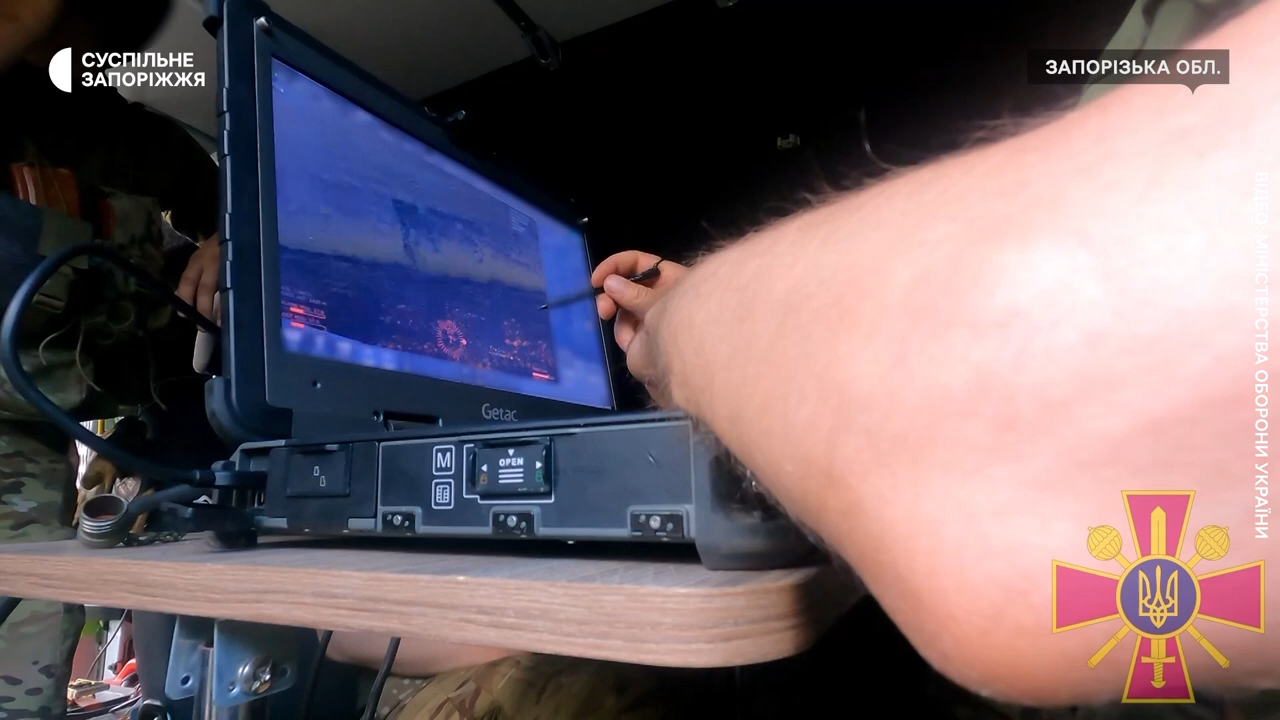 СУСПІЛЬНЕ
ЗАПОРІЖЖЯ
ЗАПОРІЗЬКА ОБЛ.
ВІДЕО МІНІСТЕРСТВА ОБОРОНИ УКРАЇНИ
Getac
M
OPEN